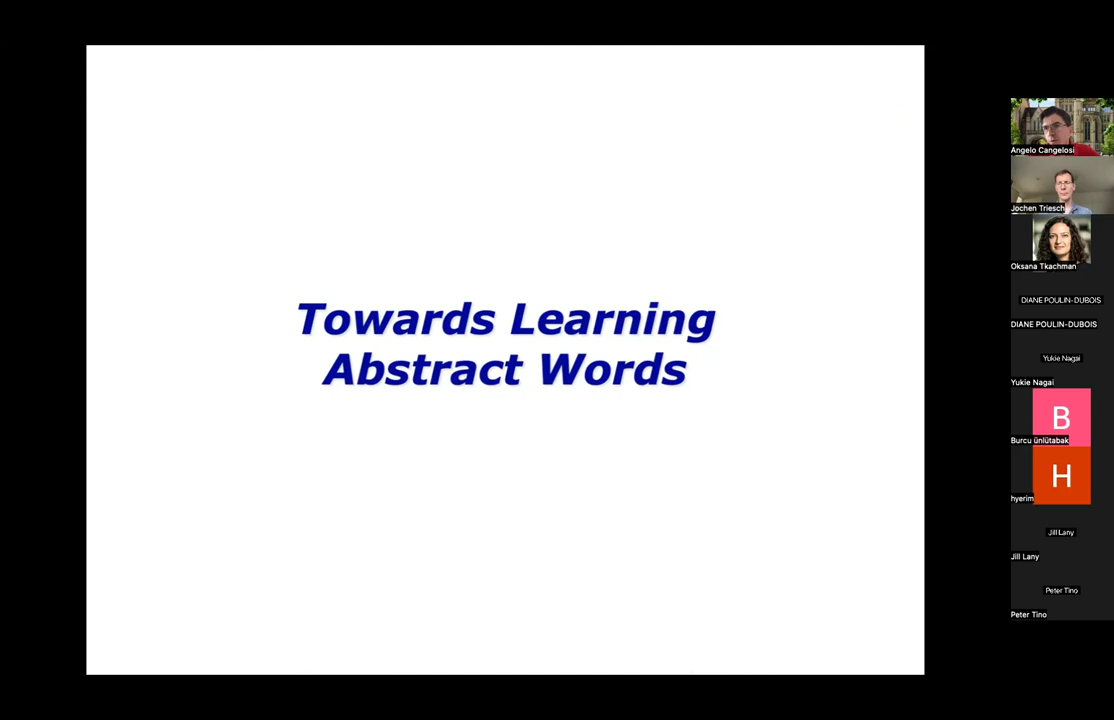 Towards Learning
Abstract Words
Angelo Cangelosi
Jochen Triesch
Oksana Tkachman
DIANE POULIN-DUBOIS
DIANE POULIN-DUBOIS
Yukie Nagai
Yukie Nagai
B
Burcu ünlütabak
H
hyerim
Jill Lany
Jill Lany
Peter Tino
Peter Tino